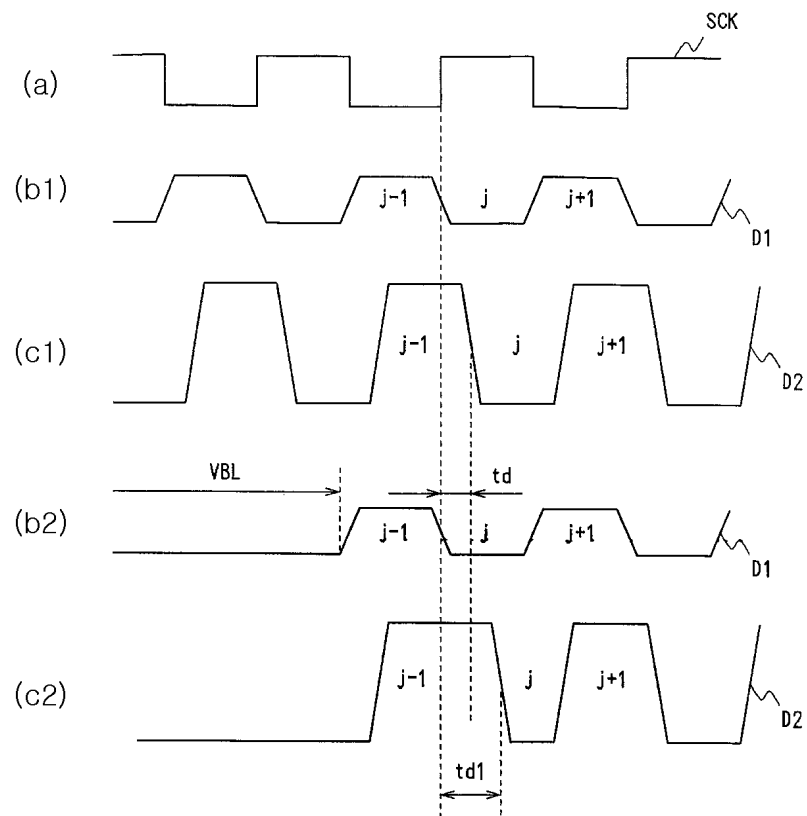 SCK
(a)
(b1)
j-1 j j+1
D1
(c1)
j-1 j j+1
D2
VBL
td
(b2)
j-1 j j+1
D1
(c2)
j-1 j j+1
D2
td1